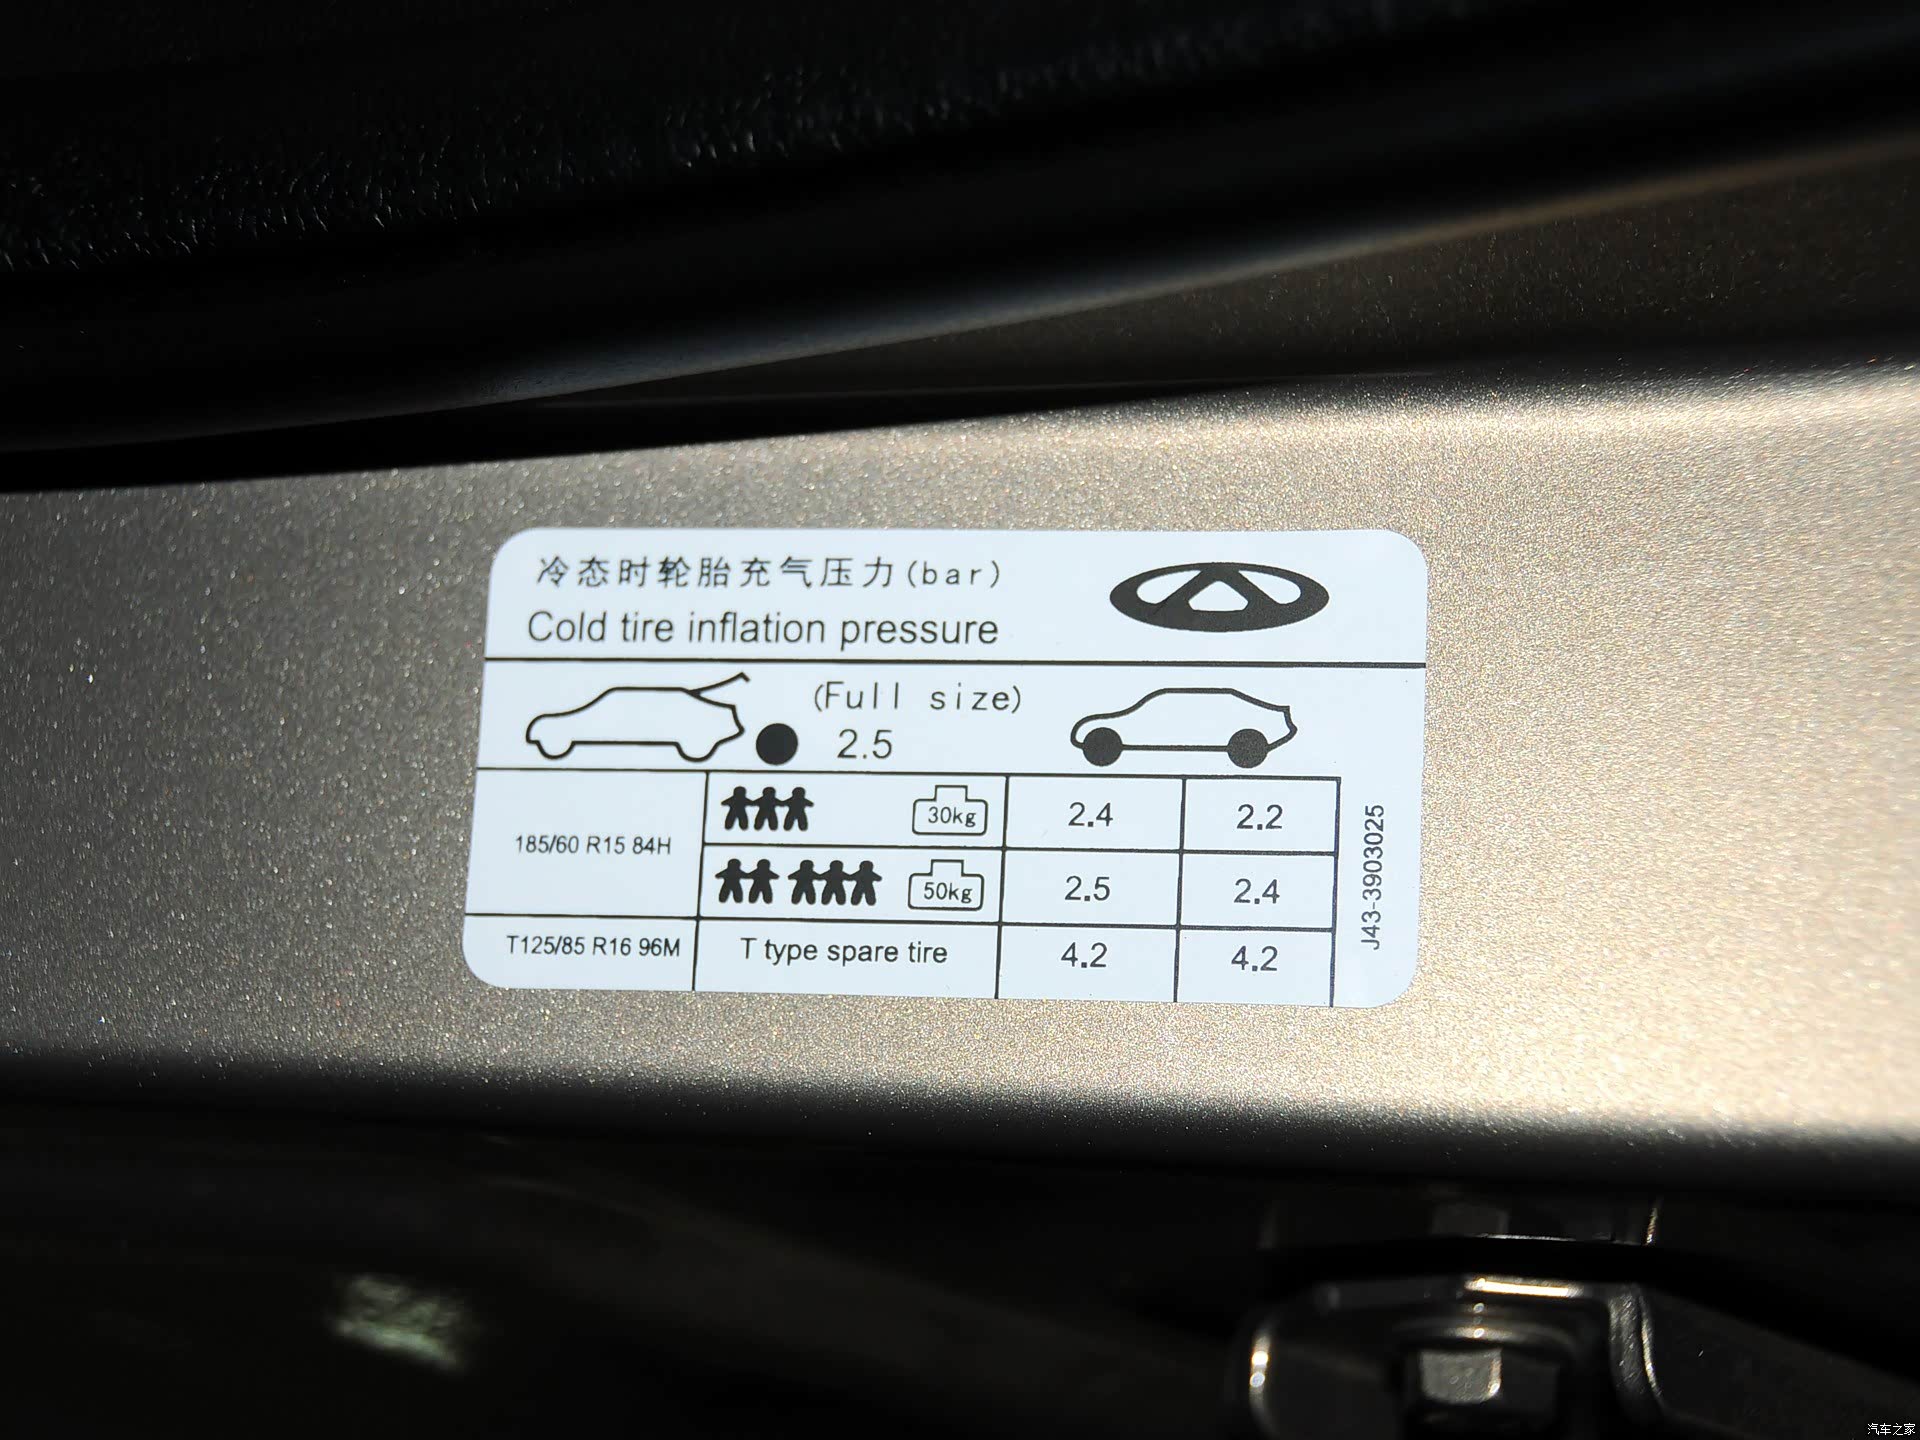 冷态时轮胎充气压力(bar)
Cold tire inflation pressure
(Full size)
2.5
185/60 R15 84H
30kg
2.4
2.2
50kg
2.5
2.4
T125/85 R16 96M
T type spare tire
4.2
4.2
J43-3903025
汽车之家